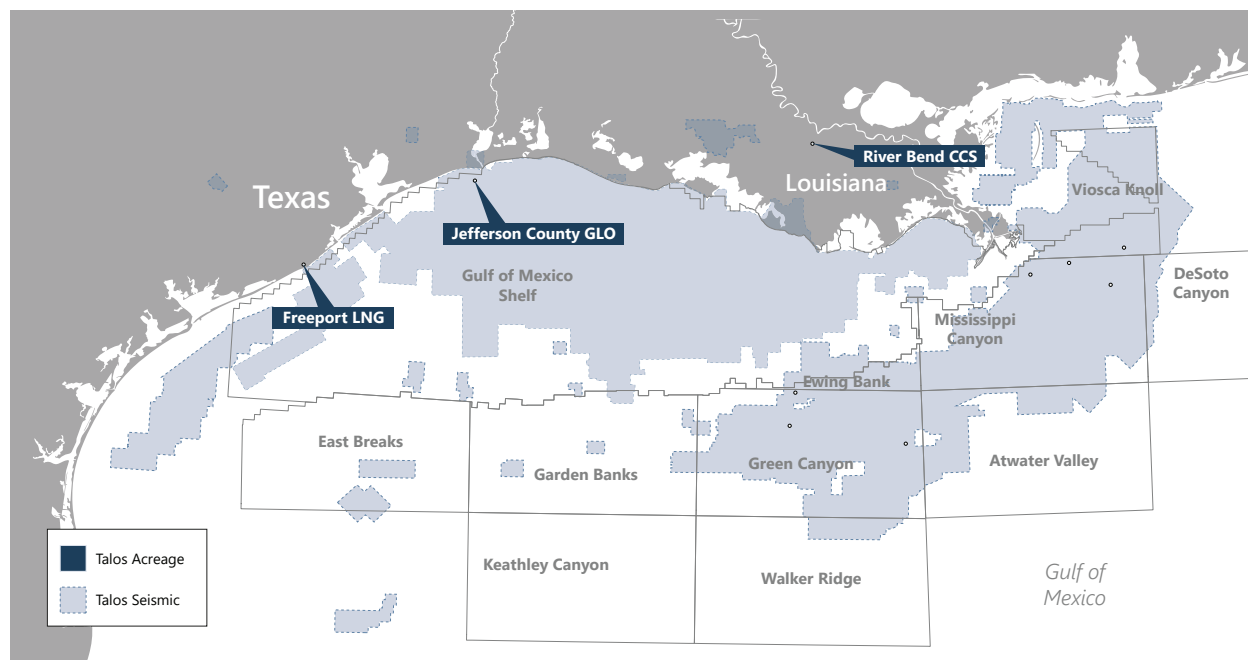 River Bend CCS
Louisiana
Viosca Knoll
Texas
Jefferson County GLO
Gulf of Mexico
Shelf
DeSoto
Canyon
Freeport LNG
Mississippi
Canyon
Ewing Bank
East Breaks
Garden Banks
Green Canyon
Atwater Valley
Talos Acreage
Talos Seismic
Keathley Canyon
Walker Ridge
Gulf of
Mexico